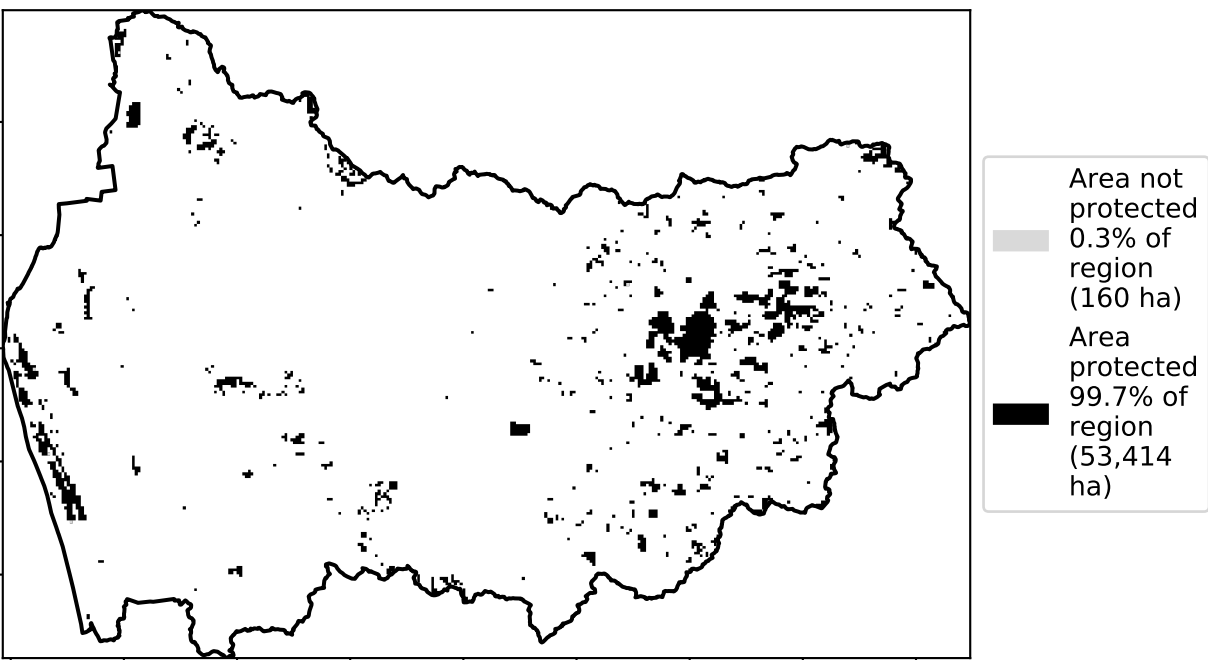 Area not
protected
0.3% of
region
(160 ha)
Area
protected
99.7% of
region
(53,414
ha)